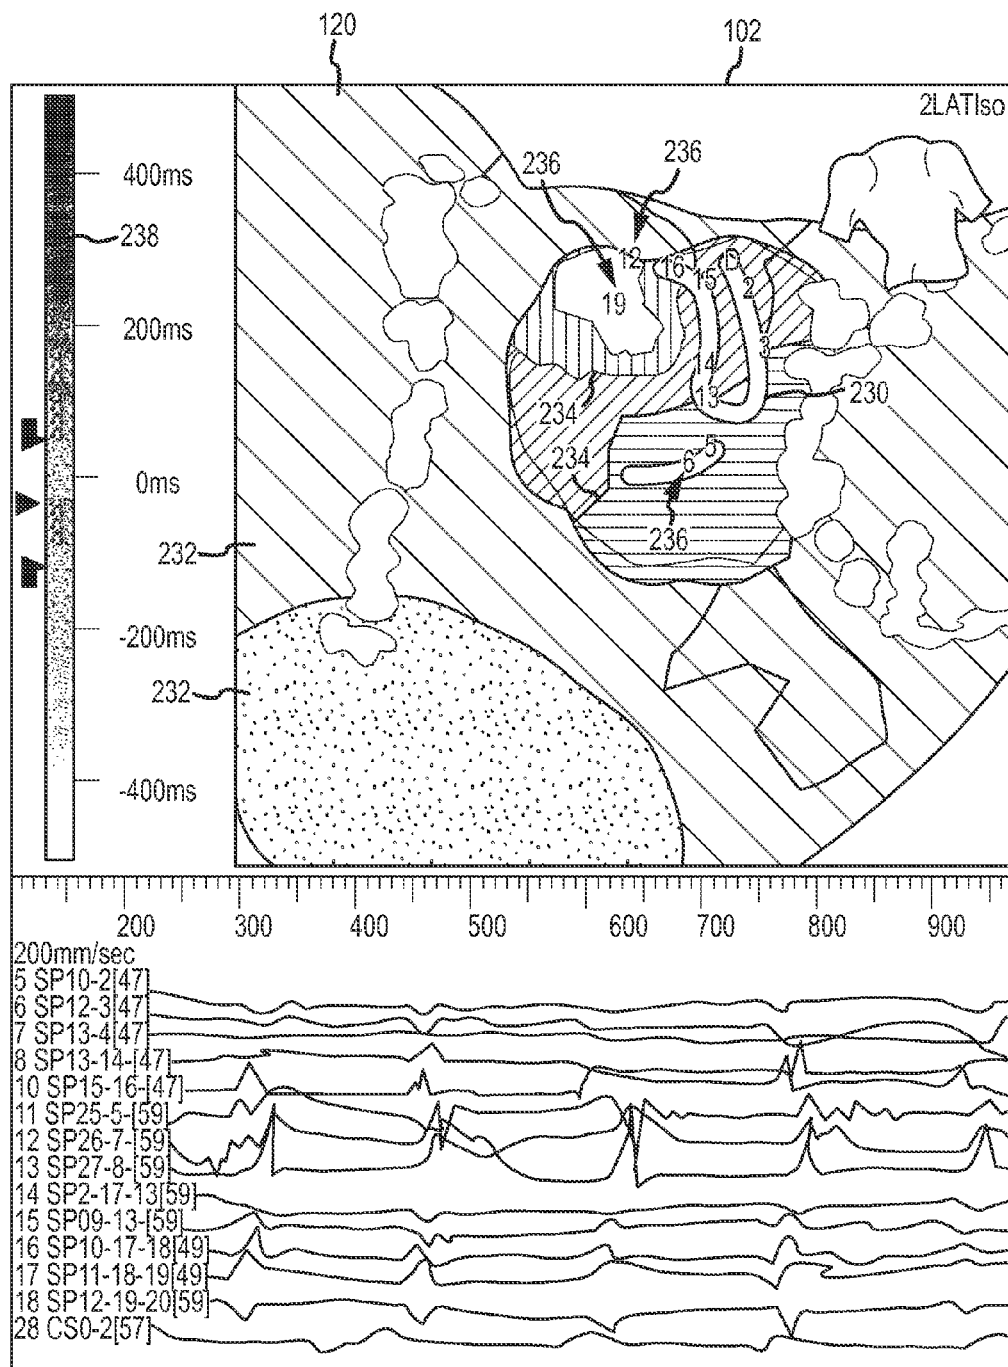 120
102
2LATIso
400ms
238
200ms
0ms
-200ms
-400ms
236
236
12
16
D
19
15
2
3
14
13
230
234
234
5
6
236
232
232
200 300 400 500 600 700 800 900
200mm/sec
5 SP10-2[47]
6 SP12-3[47
7 SP13-4[47
8 SP13-14-[47]
10 SP15-16-[47]
11 SP25-5-[59]
12 SP26-7-[59]
13 SP27-8-[59]
14 SP2-17-13[59]
15 SP09-13-[59]
16 SP10-17-18[49]
17 SP11-18-19[49]
18 SP12-19-20[59]
28 CS0-2[57]